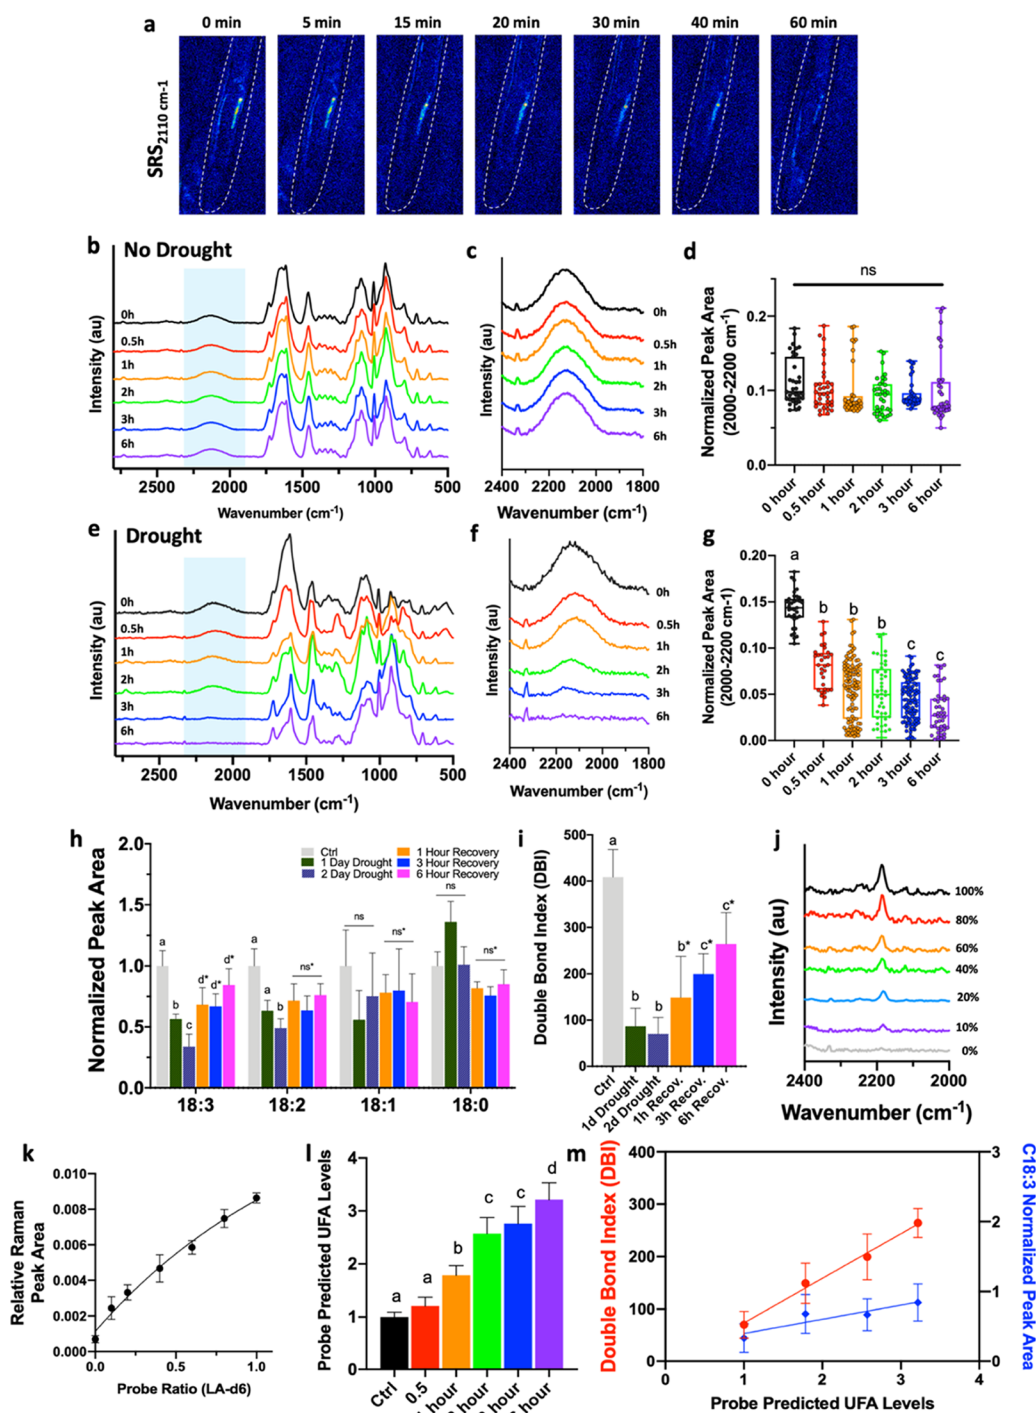 a
0 min 5 min 15 min 20 min 30 min 40 min 60 min
SRS2110 cm-1
b No Drought
Intensity (au)
0h
0.5h
1h
2h
3h
6h
2500 2000 1500 1000 500
Wavenumber (cm-1)
c
Intensity (au)
0h
0.5h
1h
2h
3h
6h
2400 2200 2000 1800
Wavenumber (cm-1)
d
ns
Normalized Peak Area
(2000-2200 cm-1)
0.2
0.1
0.0
0 hour 0.5 hour 1 hour 2 hour 3 hour 6 hour
e Drought
Intensity (au)
0h
0.5h
1h
2h
3h
6h
2500 2000 1500 1000 500
Wavenumber (cm-1)
f
Intensity (au)
0h
0.5h
1h
2h
3h
6h
2400 2200 2000 1800
Wavenumber (cm-1)
g
Normalized Peak Area
(2000-2200 cm-1)
0.20
0.15
0.10
0.05
0.00
a b b b c c
0 hour 0.5 hour 1 hour 2 hour 3 hour 6 hour
h
Normalized Peak Area
2.0
1.5
1.0
0.5
0.0
Ctrl
1 Day Drought
2 Day Drought
1 Hour Recovery
3 Hour Recovery
6 Hour Recovery
a b c d* d* d*
a a b ns*
ns ns*
ns ns*
18:3 18:2 18:1 18:0
i
Double Bond Index (DBI)
500
400
300
200
100
0
a b b b* c* c*
Ctrl 1d Drought 2d Drought 1h Recov. 3h Recov. 6h Recov.
j
Intensity (au)
100%
80%
60%
40%
20%
10%
0%
2400 2200 2000
Wavenumber (cm-1)
k
Relative Raman
Peak Area
0.010
0.008
0.006
0.004
0.002
0.000
0.0 0.5 1.0
Probe Ratio (LA-d6)
l
Probe Predicted UFA Levels
4
3
2
1
0
a a b c c d
Ctrl 0.5 hour hour hour hour
m
Double Bond Index (DBI)
400
300
200
100
0
C18:3 Normalized Peak Area
3
2
1
0
0 1 2 3 4
Probe Predicted UFA Levels